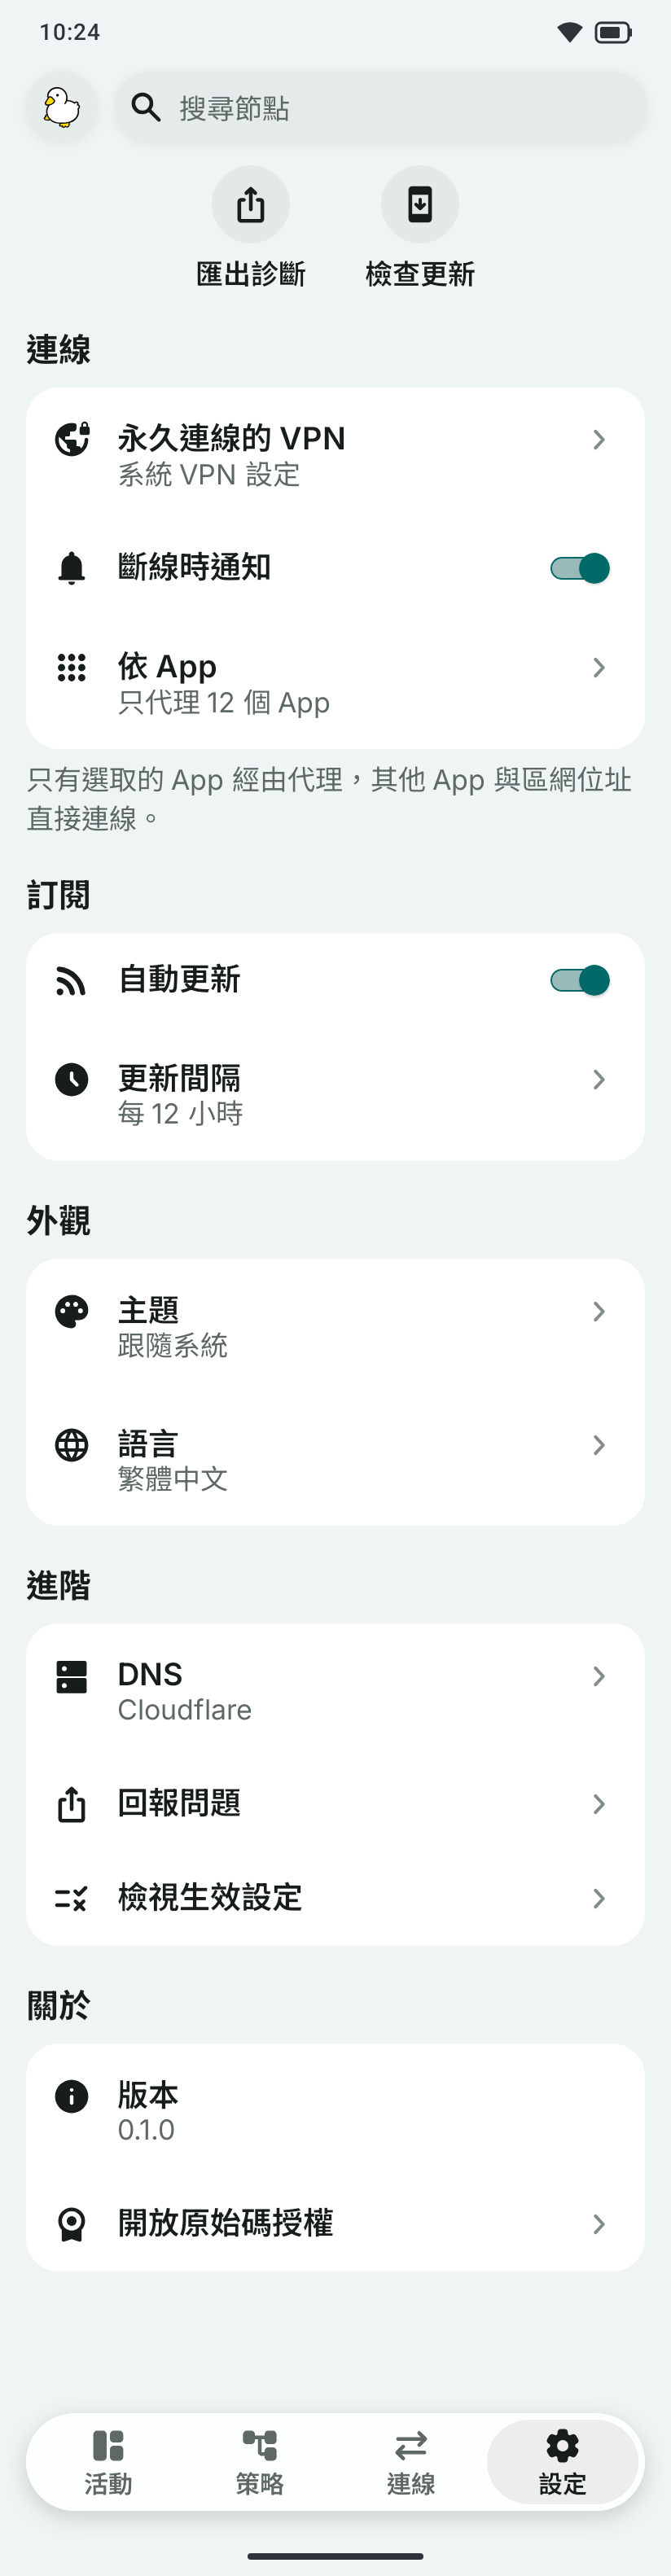 10:24
搜尋節點
匯出診斷
檢查更新
連線
永久連線的 VPN
系統 VPN 設定
斷線時通知
依 App
只代理 12 個 App
只有選取的 App 經由代理，其他 App 與區網位址
直接連線。
訂閱
自動更新
更新間隔
每 12 小時
外觀
主題
跟隨系統
語言
繁體中文
進階
DNS
Cloudflare
回報問題
檢視生效設定
關於
版本
0.1.0
開放原始碼授權
活動
策略
連線
設定